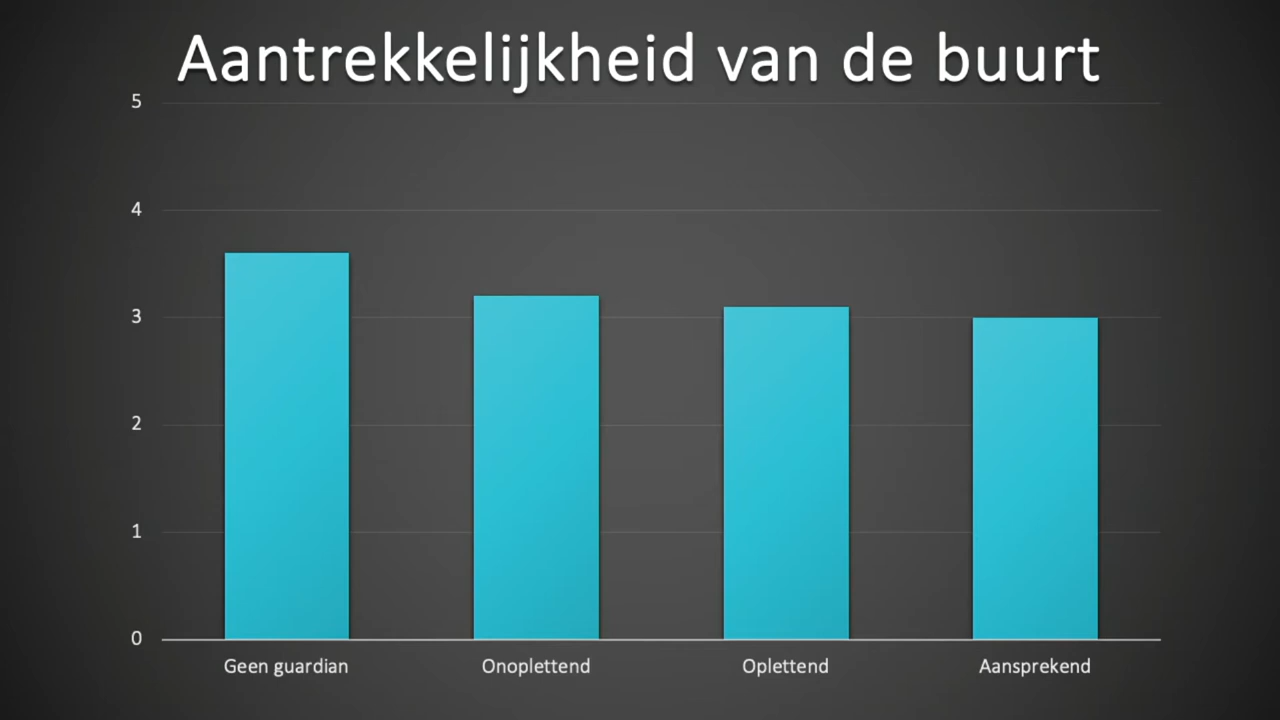 Aantrekkelijkheid van de buurt
5
4
3
2
1
0
Geen guardian
Onoplettend
Oplettend
Aansprekend